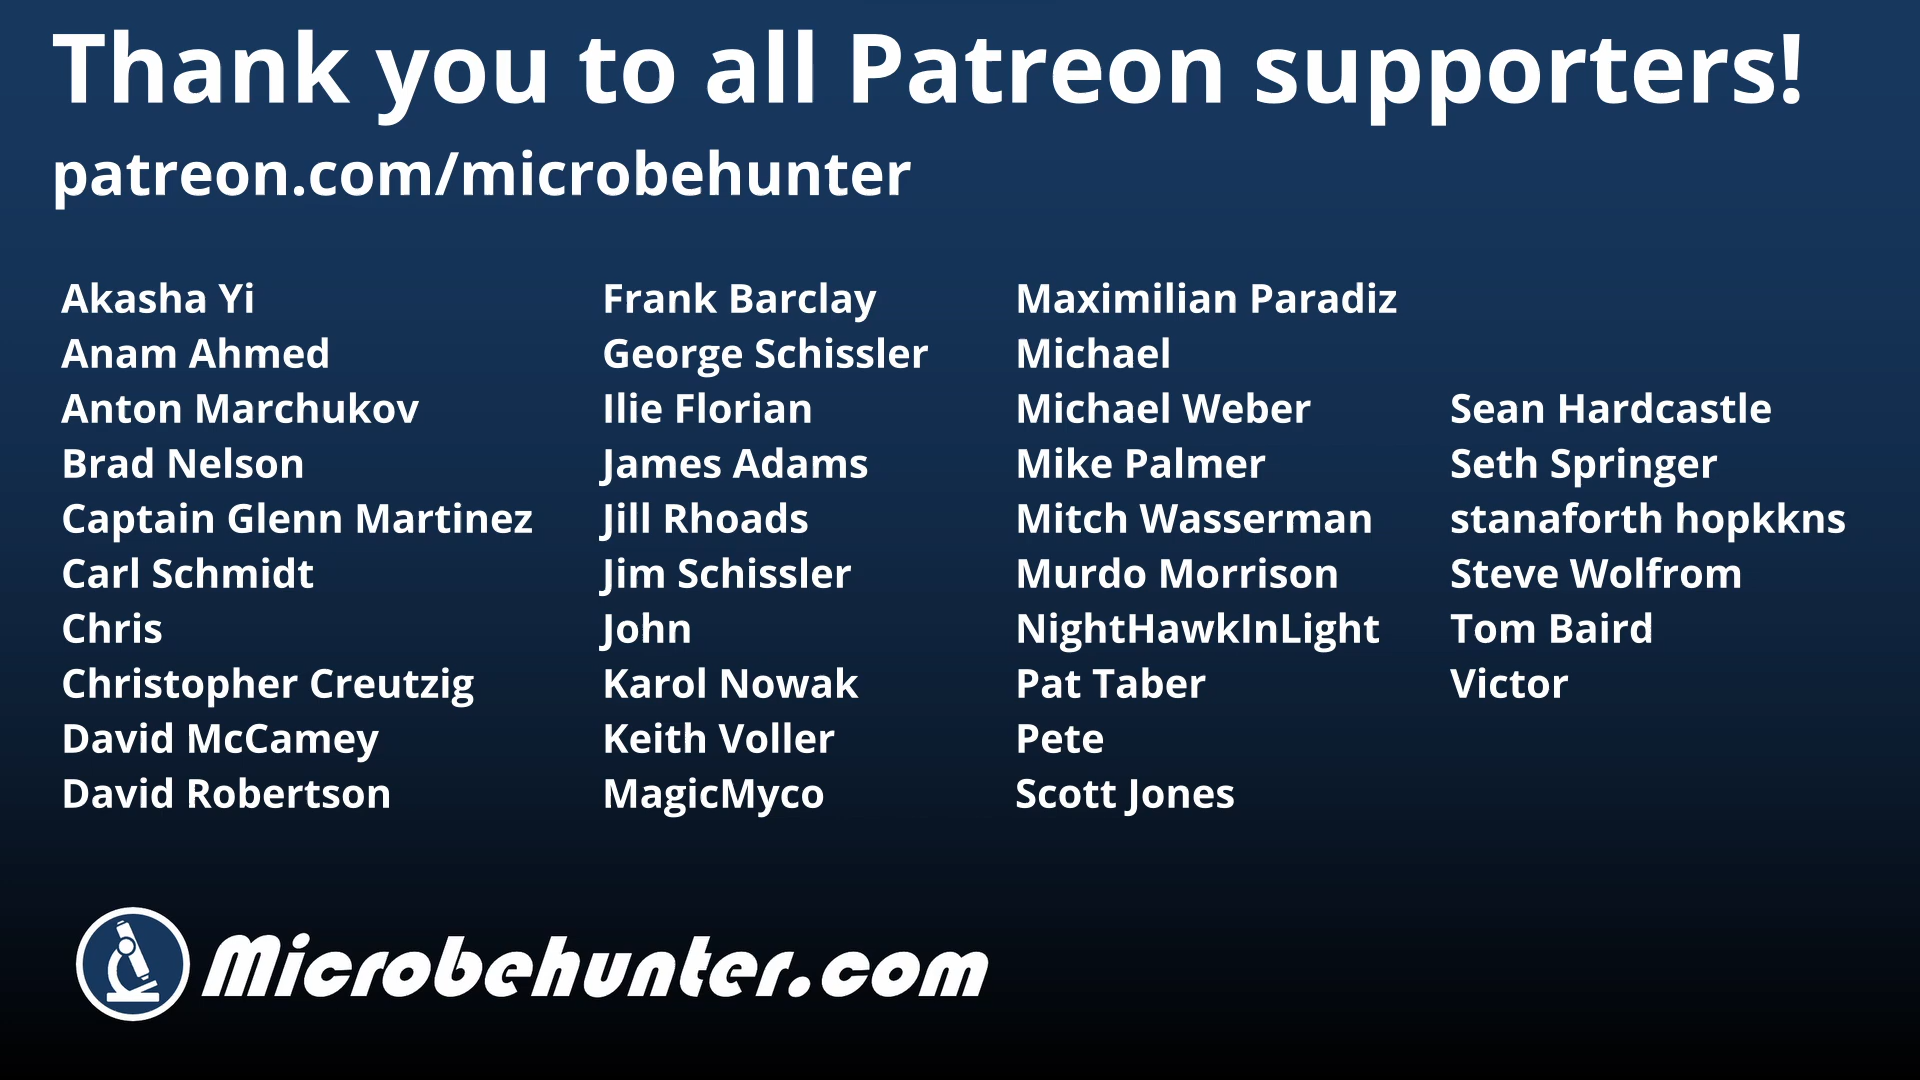 Thank you to all Patreon supporters!
patreon.com/microbehunter
Akasha Yi
Anam Ahmed
Anton Marchukov
Brad Nelson
Captain Glenn Martinez
Carl Schmidt
Chris
Christopher Creutzig
David McCamey
David Robertson
Frank Barclay
George Schissler
Ilie Florian
James Adams
Jill Rhoads
Jim Schissler
John
Karol Nowak
Keith Voller
MagicMyco
Maximilian Paradiz
Michael
Michael Weber
Mike Palmer
Mitch Wasserman
Murdo Morrison
NightHawkInLight
Pat Taber
Pete
Scott Jones
Sean Hardcastle
Seth Springer
stanaforth hopkkns
Steve Wolfrom
Tom Baird
Victor
Microbehunter.com